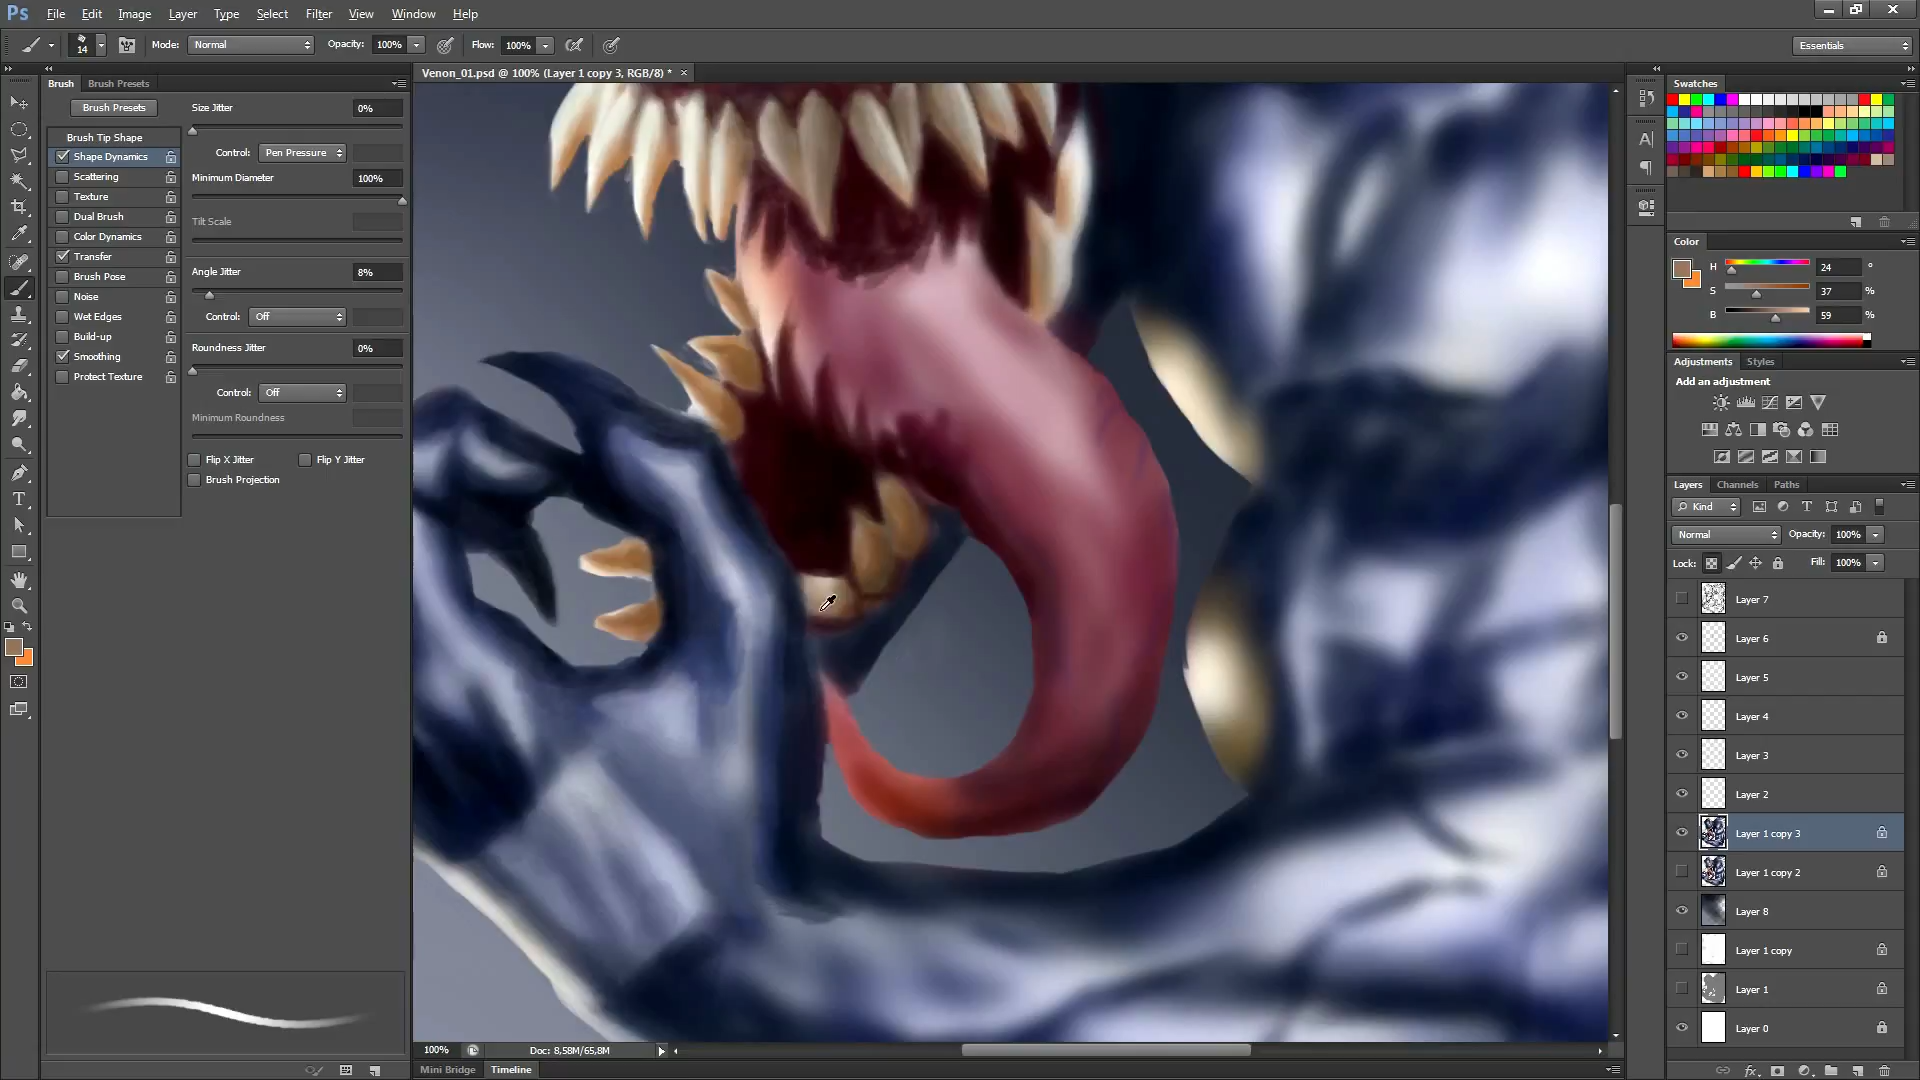 Ps File Edit Image Layer Type Select Filter View Window Help
14 Mode: Normal Opacity: 100% Flow: 100% Essentials
Brush Brush Presets
Venon_01.psd @ 100% (Layer 1 copy 3, RGB/8) * ×
Swatches
Brush Presets
Size Jitter 0%
Brush Tip Shape
Shape Dynamics
Control: Pen Pressure
Scattering
Minimum Diameter 100%
Texture
Dual Brush
Tilt Scale
Color Dynamics
Transfer
Brush Pose
Angle Jitter 8%
Noise
Wet Edges
Control: Off
Build-up
Smoothing
Roundness Jitter 0%
Protect Texture
Control: Off
Minimum Roundness
Flip X Jitter Flip Y Jitter
Brush Projection
Color
H 24 °
S 37 %
B 59 %
Adjustments Styles
Add an adjustment
Layers Channels Paths
Kind
Normal Opacity: 100%
Lock: Fill: 100%
Layer 7
Layer 6
Layer 5
Layer 4
Layer 3
Layer 2
Layer 1 copy 3
Layer 1 copy 2
Layer 8
Layer 1 copy
Layer 1
Layer 0
100% Doc: 8,58M/65,8M
Mini Bridge Timeline